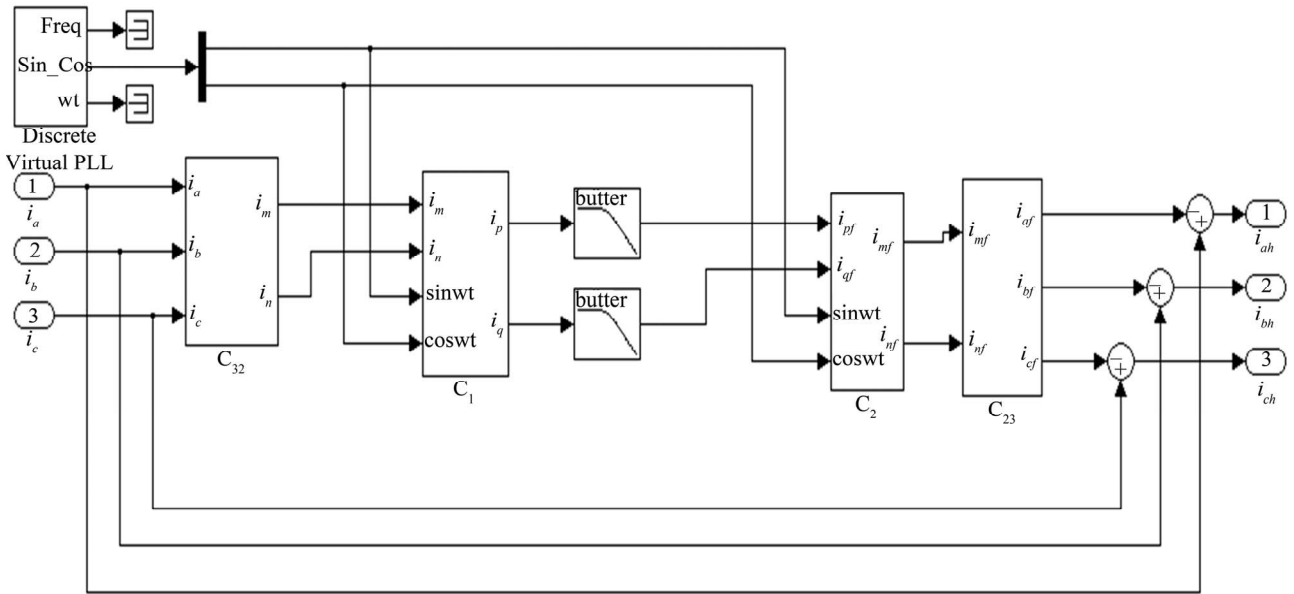 Freq
Sin_Cos
wt
Discrete
Virtual PLL
1
i_a
2
i_b
3
i_c
i_a
i_b
i_c
i_m
i_n
C_32
i_m
i_n
sinwt
coswt
i_p
i_q
C_1
butter
butter
i_pf
i_qf
sinwt
coswt
i_mf
i_nf
C_2
i_mf
i_nf
i_af
i_bf
i_cf
C_23
− +
− +
− +
1
i_ah
2
i_bh
3
i_ch